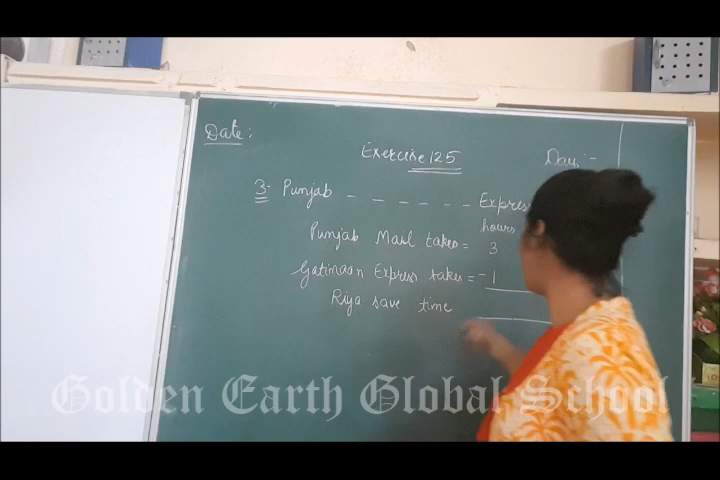 Date:
Exercise 125
Day:-
3- Punjab _ _ _ _ _ _ Express
hours
Punjab Mail takes = 3
Gatimaan Express takes = - 1
Riya save time
Golden Earth Global School